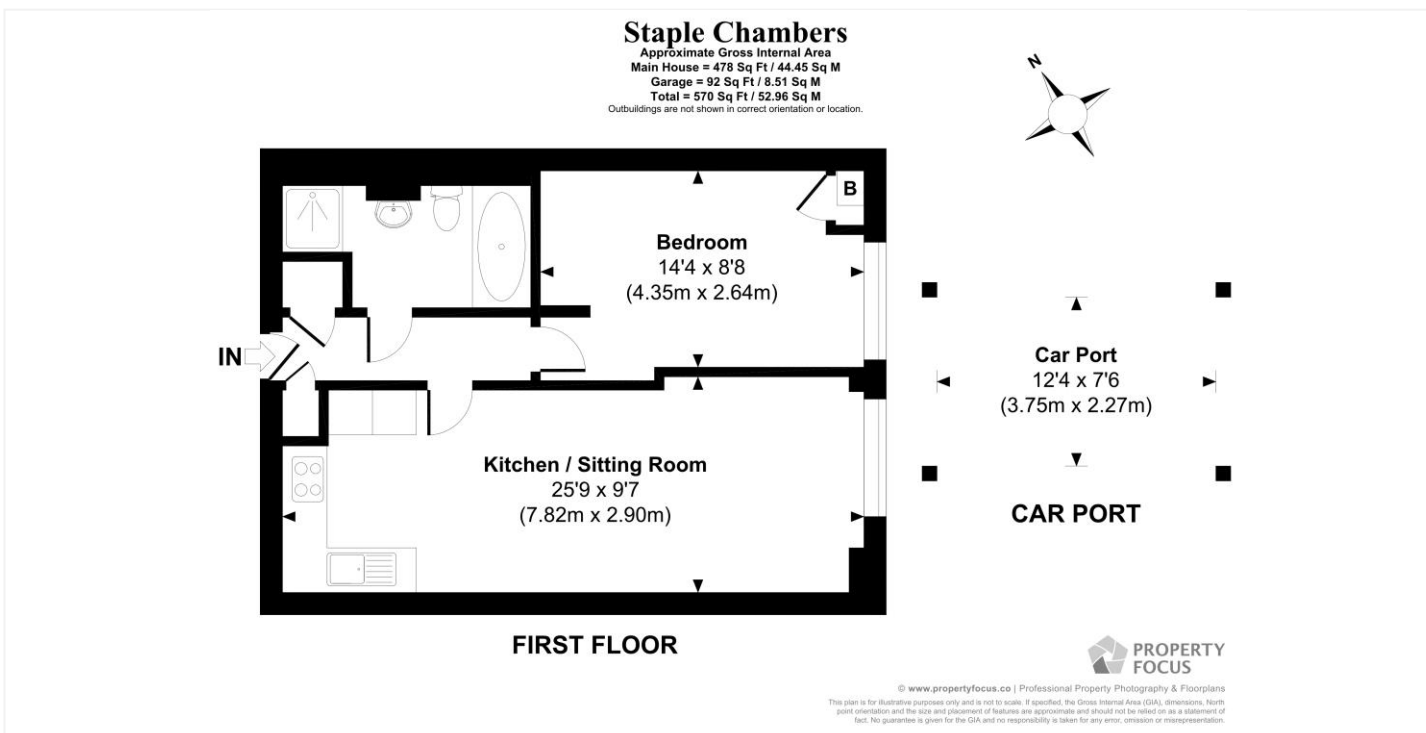 Staple Chambers
Approximate Gross Internal Area
Main House = 478 Sq Ft / 44.45 Sq M
Garage = 92 Sq Ft / 8.51 Sq M
Total = 570 Sq Ft / 52.96 Sq M
Outbuildings are not shown in correct orientation or location.
N
B
Bedroom
14'4 x 8'8
(4.35m x 2.64m)
IN
Car Port
12'4 x 7'6
(3.75m x 2.27m)
Kitchen / Sitting Room
25'9 x 9'7
(7.82m x 2.90m)
CAR PORT
FIRST FLOOR
PROPERTY
FOCUS
© www.propertyfocus.co | Professional Property Photography & Floorplans
This plan is for illustrative purposes only and is not to scale. If specified, the Gross Internal Area (GIA), dimensions, North
point orientation and the size and placement of features are approximate and should not be relied on as a statement of
fact. No guarantee is given for the GIA and no responsibility is taken for any error, omission or misrepresentation.